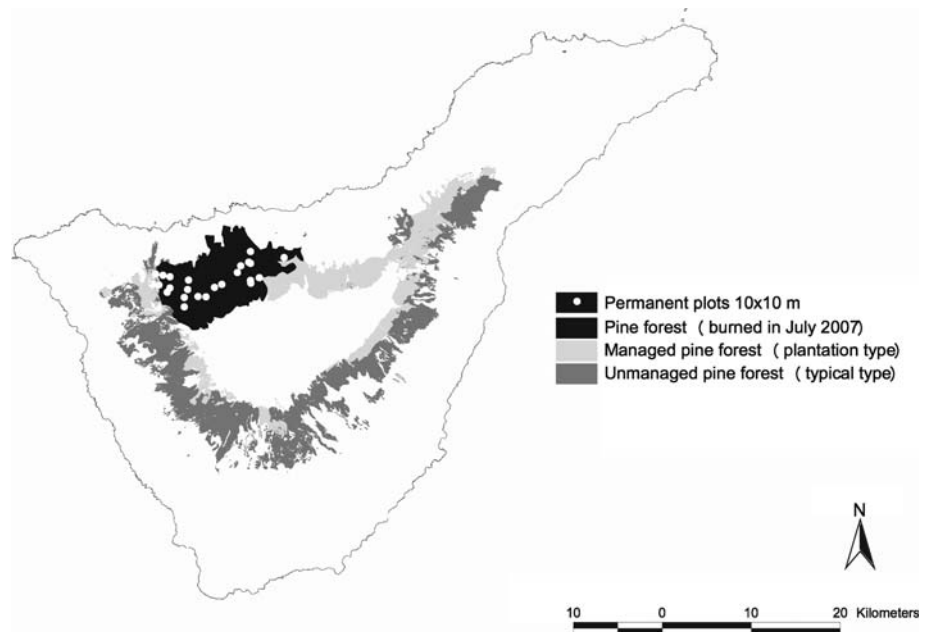 Permanent plots 10x10 m
Pine forest ( burned in July 2007)
Managed pine forest ( plantation type)
Unmanaged pine forest ( typical type)
N
10 0 10 20 Kilometers